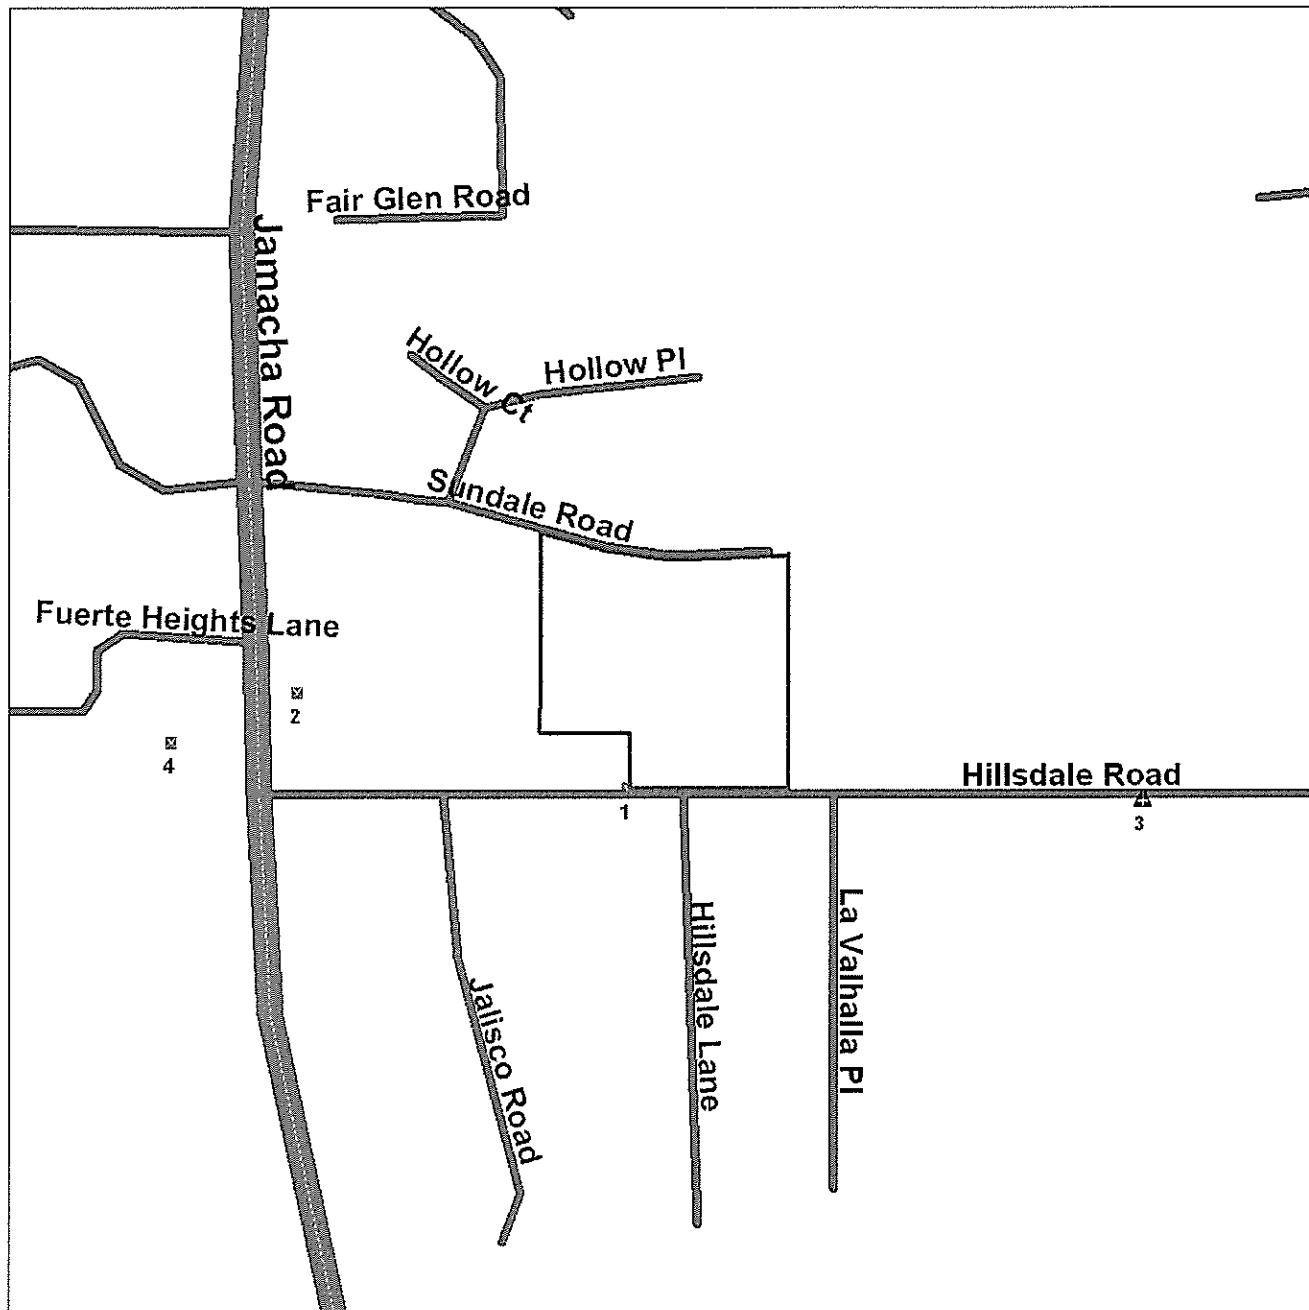 Fair Glen Road
Jamacha Road
Hollow Ct
Hollow Pl
Sundale Road
Fuerte Heights Lane
2
4
Hillsdale Road
1
3
Hillsdale Lane
La Valhalla Pl
Jalisco Road